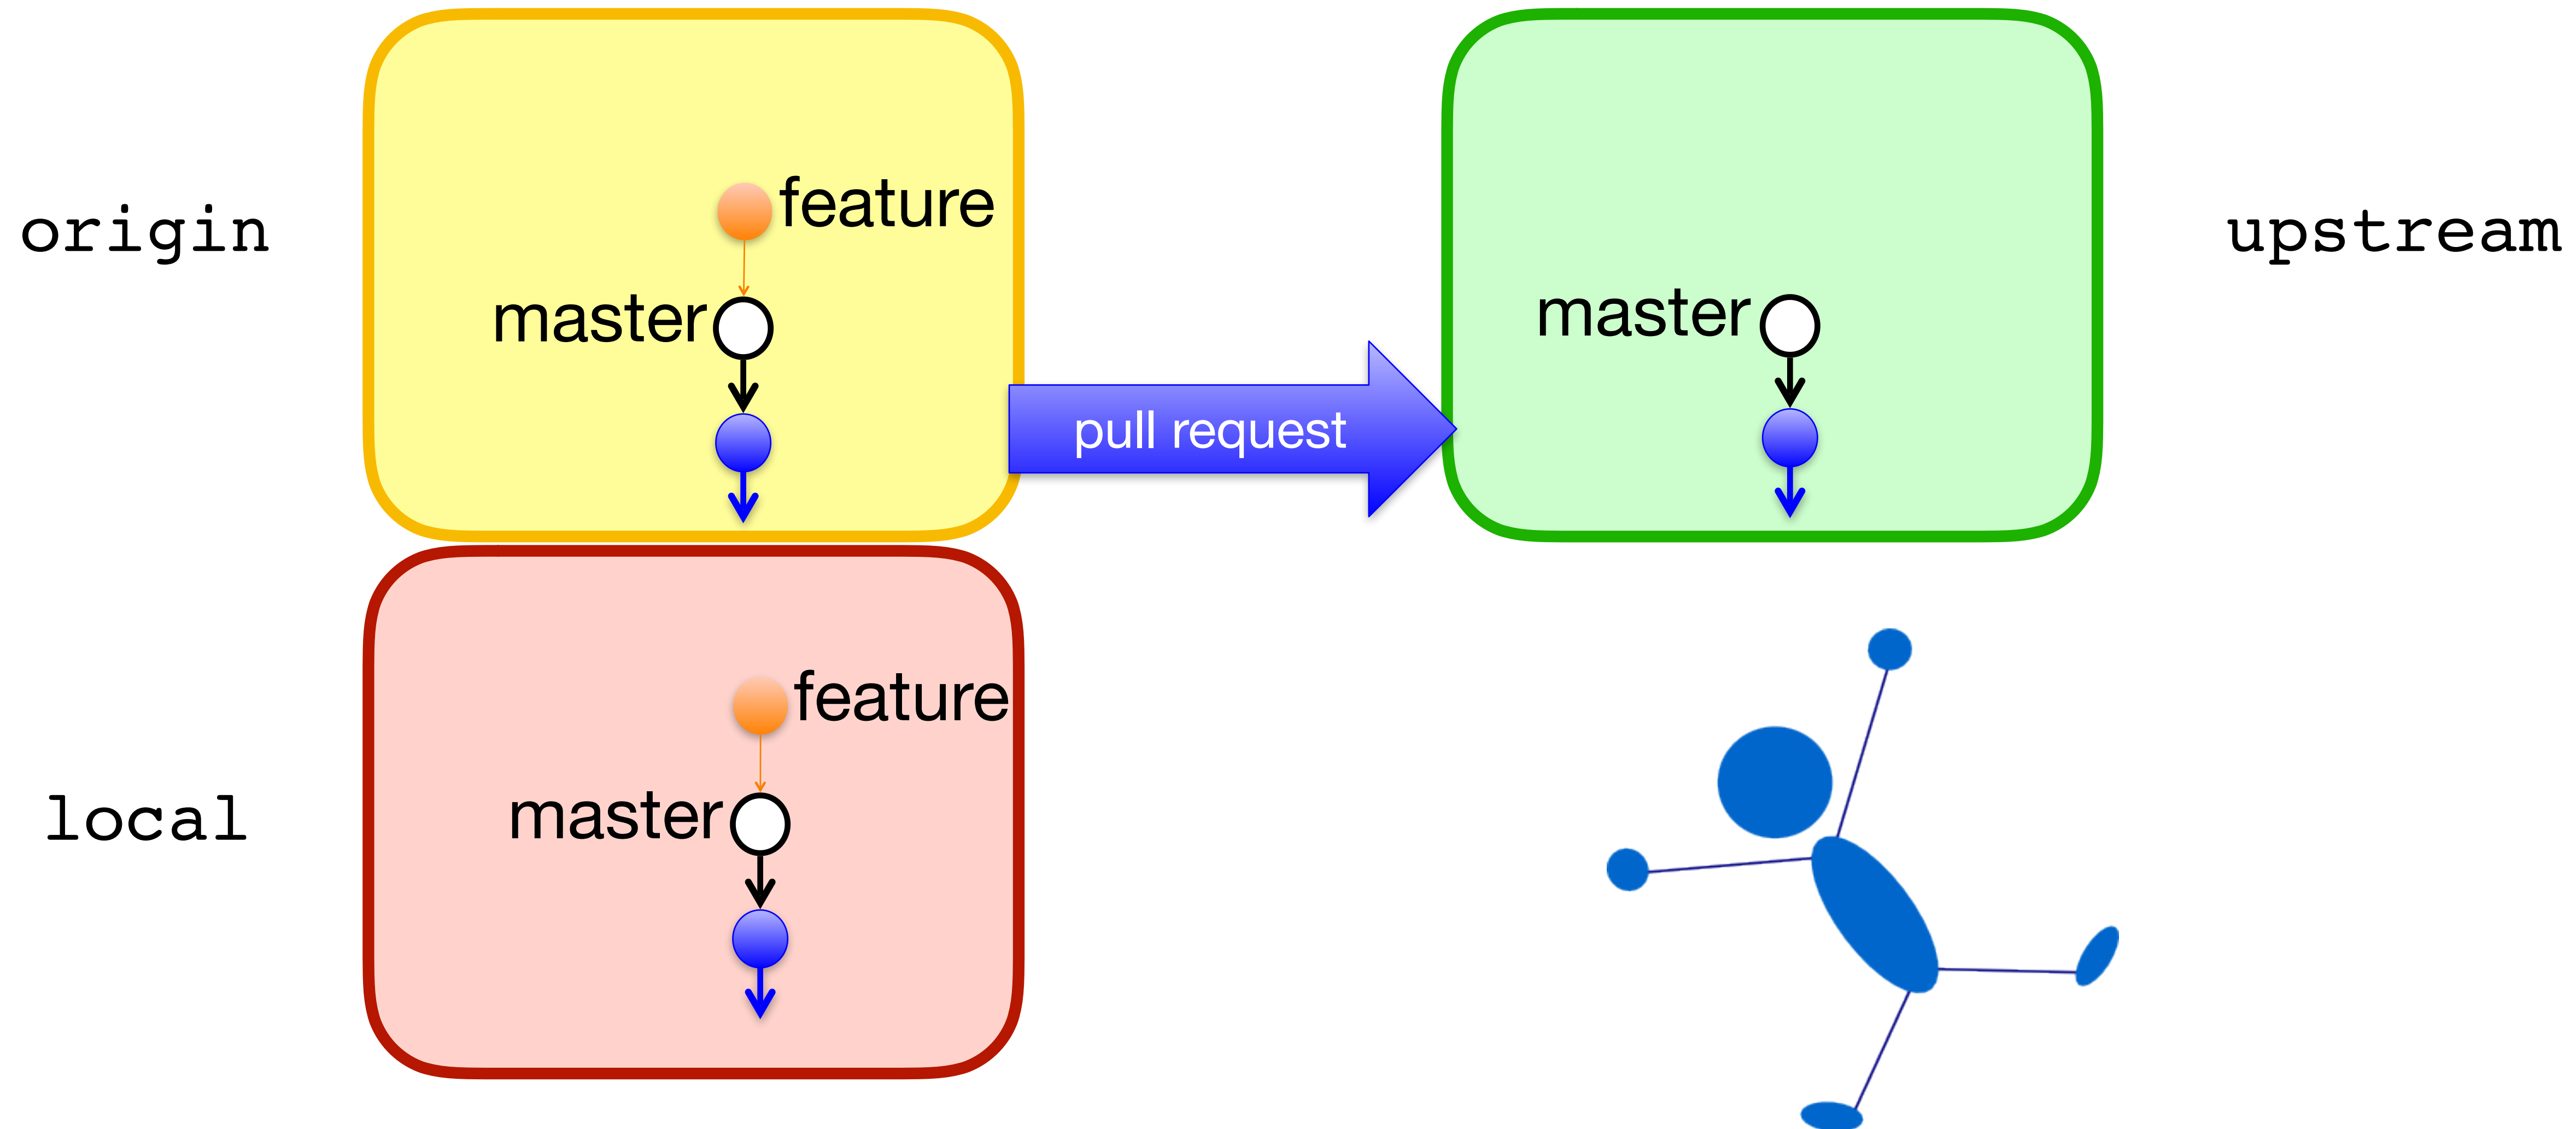 origin
feature
master
pull request
master
upstream
local
feature
master